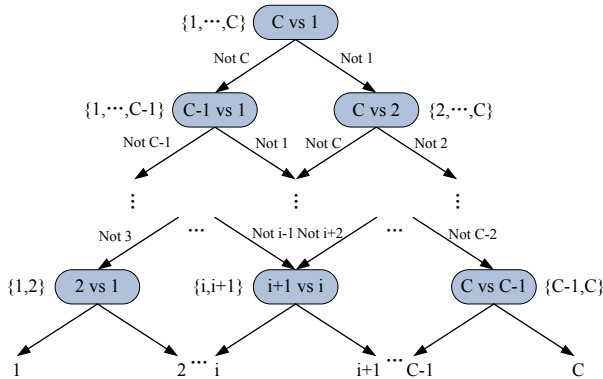 {1,···,C} C vs 1
Not C Not 1
{1,···,C-1} C-1 vs 1 C vs 2 {2,···,C}
Not C-1 Not 1 Not C Not 2
⋮ ⋮ ⋮
··· ···
Not 3 Not i-1 Not i+2 Not C-2
{1,2} 2 vs 1 {i,i+1} i+1 vs i C vs C-1 {C-1,C}
1 2 ··· i i+1 ··· C-1 C